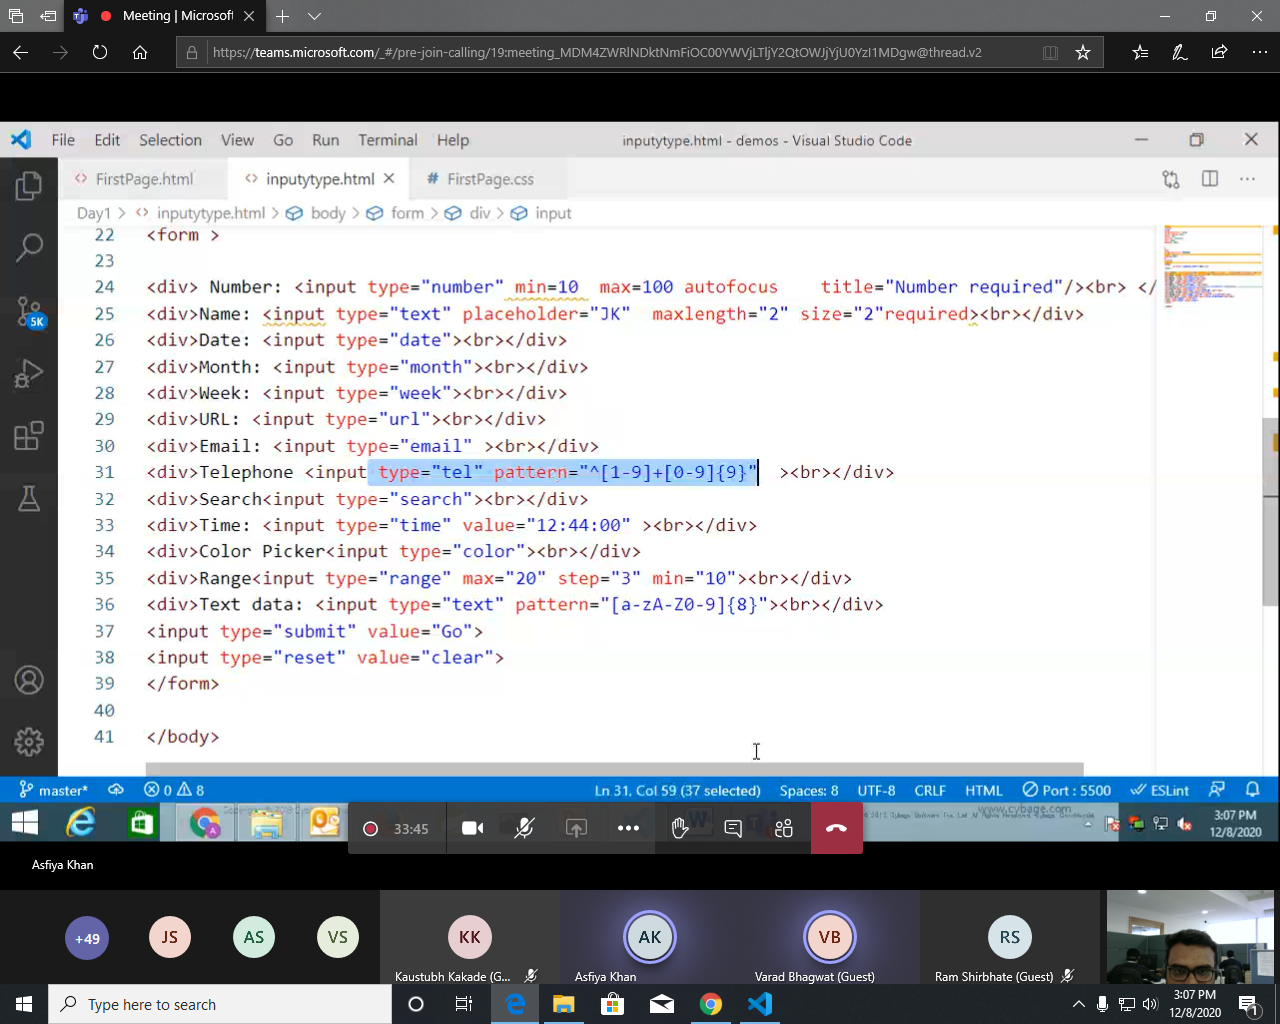 Meeting | Microsoft
https://teams.microsoft.com/_#/pre-join-calling/19:meeting_MDM4ZWRlNDktNmFiOC00YWVjLTljY2QtOWJjYjU0YzI1MDgw@thread.v2
File Edit Selection View Go Run Terminal Help inputytype.html - demos - Visual Studio Code
FirstPage.html inputytype.html # FirstPage.css
Day1 > inputytype.html > body > form > div > input
22 <form >
23
24 <div> Number: <input type="number" min=10 max=100 autofocus title="Number required"/><br> </
25 <div>Name: <input type="text" placeholder="JK" maxlength="2" size="2"required><br></div>
26 <div>Date: <input type="date"><br></div>
27 <div>Month: <input type="month"><br></div>
28 <div>Week: <input type="week"><br></div>
29 <div>URL: <input type="url"><br></div>
30 <div>Email: <input type="email" ><br></div>
31 <div>Telephone <input type="tel" pattern="^[1-9]+[0-9]{9}" ><br></div>
32 <div>Search<input type="search"><br></div>
33 <div>Time: <input type="time" value="12:44:00" ><br></div>
34 <div>Color Picker<input type="color"><br></div>
35 <div>Range<input type="range" max="20" step="3" min="10"><br></div>
36 <div>Text data: <input type="text" pattern="[a-zA-Z0-9]{8}"><br></div>
37 <input type="submit" value="Go">
38 <input type="reset" value="clear">
39 </form>
40
41 </body>
5K
master* 0 8 Ln 31, Col 59 (37 selected) Spaces: 8 UTF-8 CRLF HTML Port : 5500 ESLint
www.cybage.com
33:45
3:07 PM
12/8/2020
Asfiya Khan
+49 JS AS VS KK AK VB RS
Kaustubh Kakade (G... Asfiya Khan Varad Bhagwat (Guest) Ram Shirbhate (Guest)
Type here to search
3:07 PM
12/8/2020
1